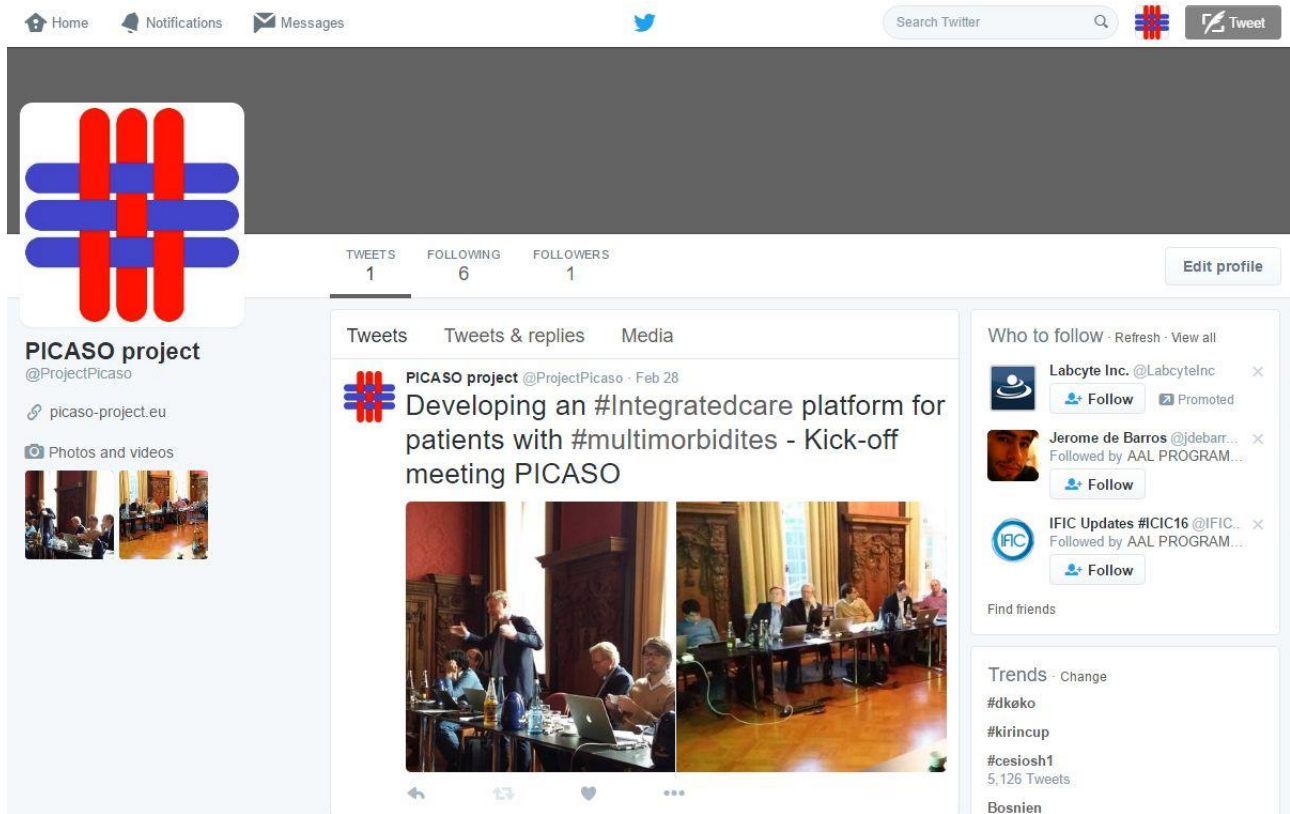 Home Notifications Messages Search Twitter Tweet
TWEETS FOLLOWING FOLLOWERS
1 6 1
Edit profile
PICASO project
@ProjectPicaso
picaso-project.eu
Photos and videos
Tweets Tweets & replies Media
PICASO project @ProjectPicaso · Feb 28
Developing an #Integratedcare platform for
patients with #multimorbidites - Kick-off
meeting PICASO
Who to follow · Refresh · View all
Labcyte Inc. @LabcyteInc
Follow Promoted
Jerome de Barros @jdebarr...
Followed by AAL PROGRAM...
Follow
IFIC
IFIC Updates #ICIC16 @IFIC..
Followed by AAL PROGRAM...
Follow
Find friends
Trends · Change
#dkøko
#kirincup
#cesiosh1
5,126 Tweets
Bosnien